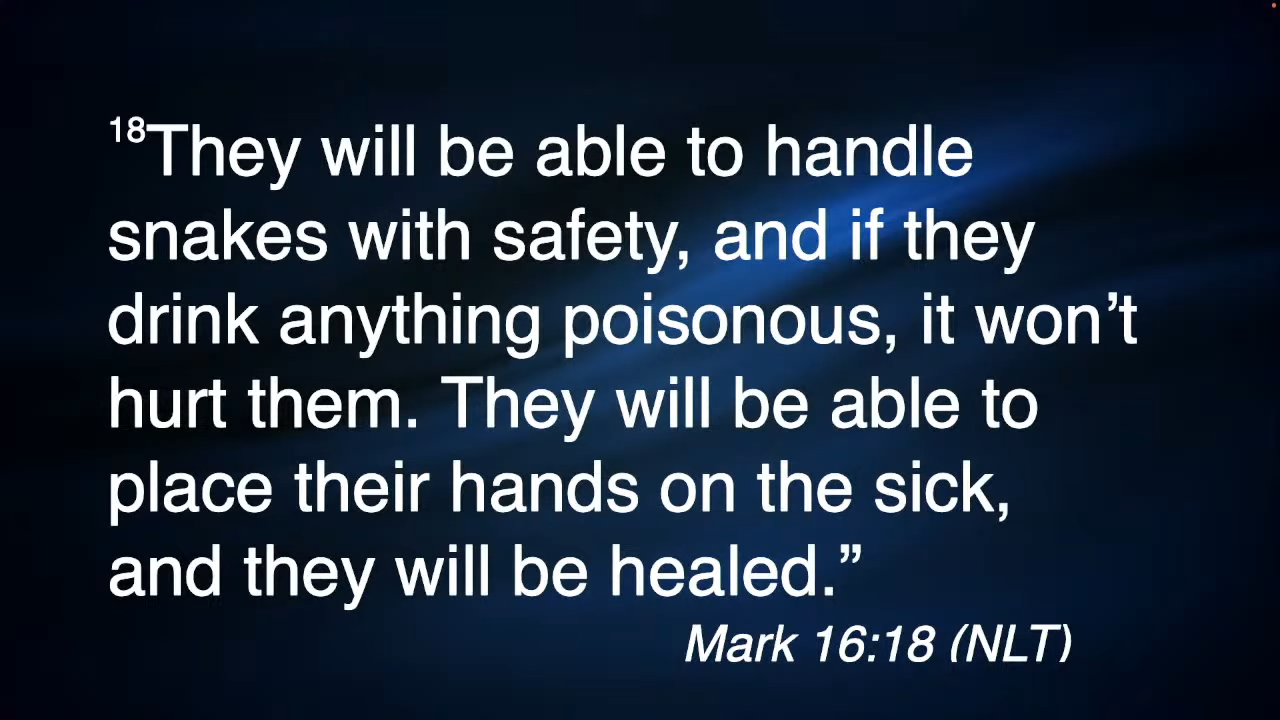 18They will be able to handle
snakes with safety, and if they
drink anything poisonous, it won’t
hurt them. They will be able to
place their hands on the sick,
and they will be healed.”
Mark 16:18 (NLT)